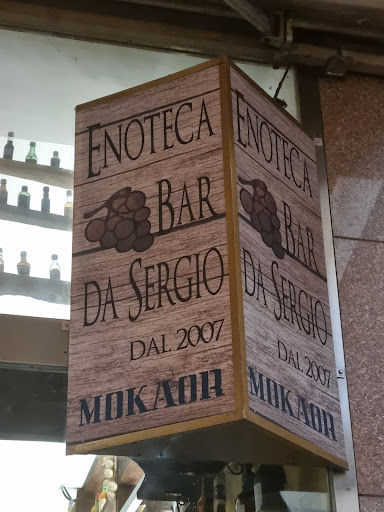 ENOTECA
BAR
DA SERGIO
DAL 2007
MOKAOR
ENOTECA
BAR
DA SERGIO
DAL 2007
MOKAOR